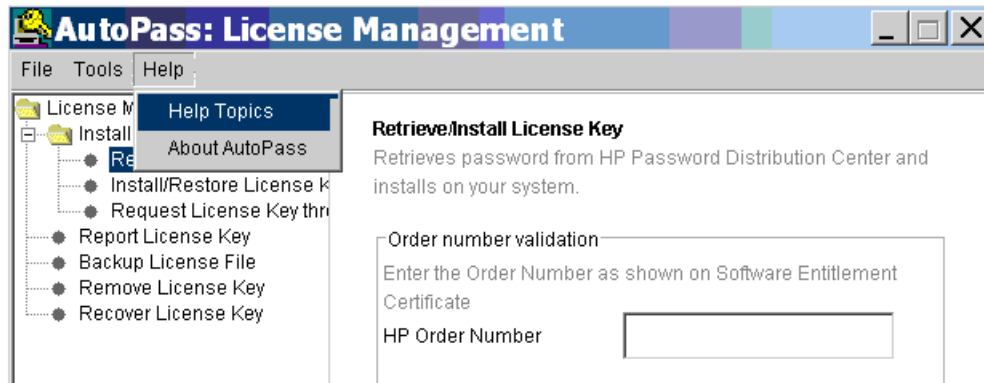 AutoPass: License Management
File Tools Help
Help Topics
About AutoPass
License M
Install
Re
Install/Restore License K
Request License Key thr
Report License Key
Backup License File
Remove License Key
Recover License Key
Retrieve/Install License Key
Retrieves password from HP Password Distribution Center and
installs on your system.
Order number validation
Enter the Order Number as shown on Software Entitlement
Certificate
HP Order Number